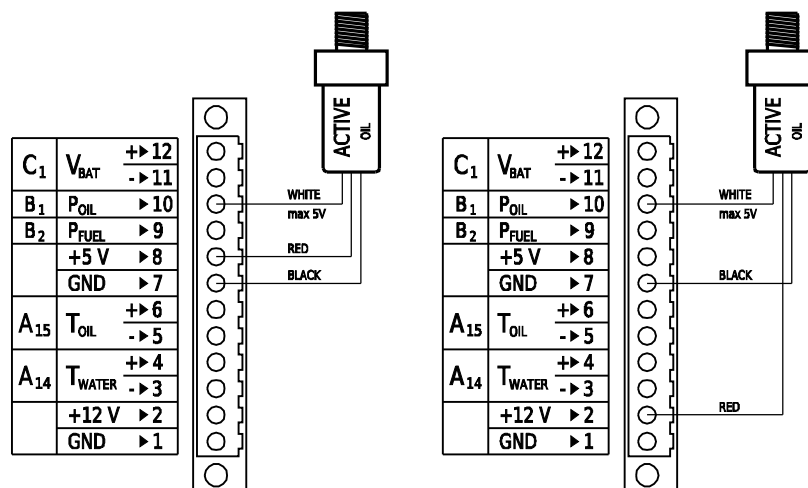 ACTIVE
OIL
C1 VBAT +▶12
-▶11
B1 POIL ▶10
B2 PFUEL ▶9
+5 V ▶8
GND ▶7
A15 TOIL +▶6
-▶5
A14 TWATER +▶4
-▶3
+12 V ▶2
GND ▶1
WHITE
max 5V
RED
BLACK
ACTIVE
OIL
C1 VBAT +▶12
-▶11
B1 POIL ▶10
B2 PFUEL ▶9
+5 V ▶8
GND ▶7
A15 TOIL +▶6
-▶5
A14 TWATER +▶4
-▶3
+12 V ▶2
GND ▶1
WHITE
max 5V
BLACK
RED